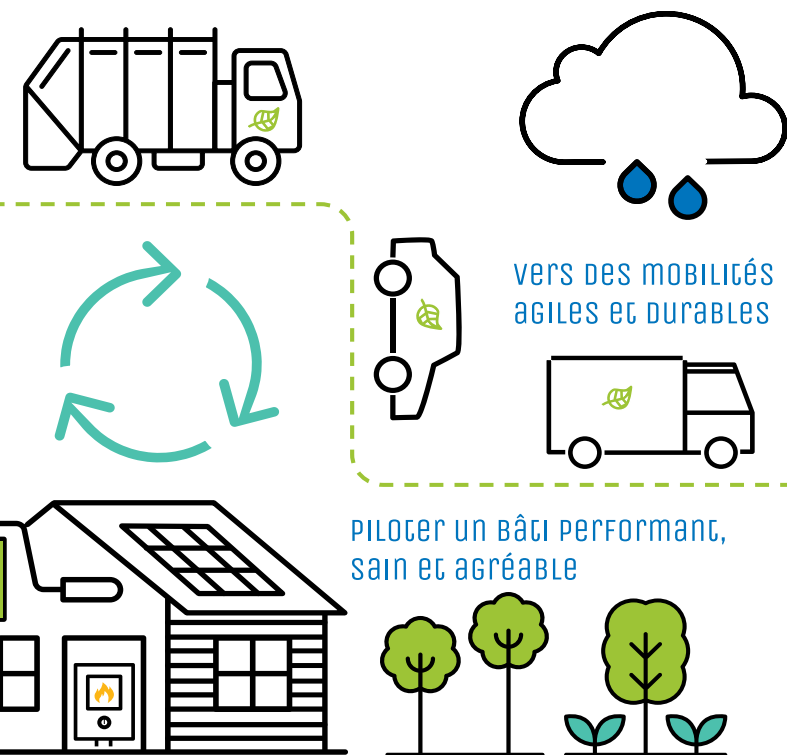 vers des mobilités
agiles et durables
piloter un bâti performant,
sain et agréable